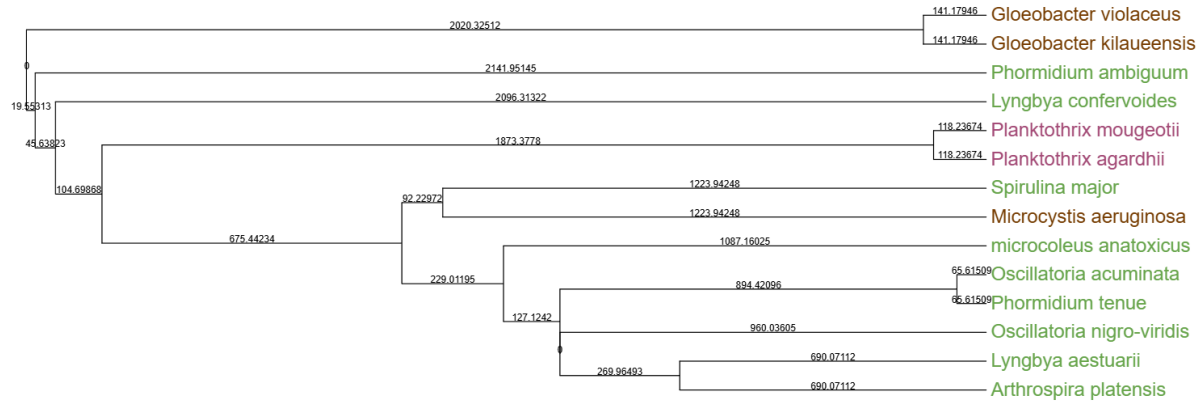 141.17946 Gloeobacter violaceus
2020.32512
141.17946 Gloeobacter kilaueensis
0
2141.95145 Phormidium ambiguum
19.55313
2096.31322 Lyngbya confervoides
118.23674 Planktothrix mougeotii
45.63823
1873.3778
118.23674 Planktothrix agardhii
104.69868
1223.94248 Spirulina major
92.22972
1223.94248 Microcystis aeruginosa
675.44234
1087.16025 microcoleus anatoxicus
229.01195
65.61509 Oscillatoria acuminata
894.42096
65.61509 Phormidium tenue
127.1242
960.03605 Oscillatoria nigro-viridis
0
690.07112 Lyngbya aestuarii
269.96493
690.07112 Arthrospira platensis